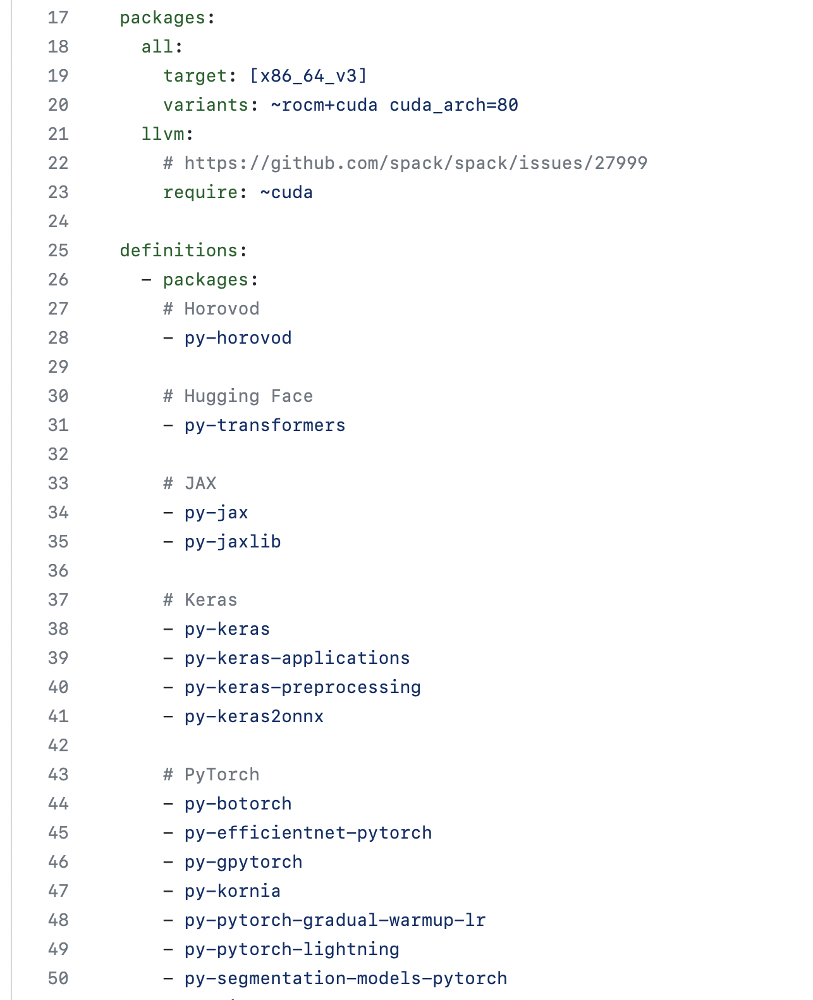 17 packages:
18 all:
19 target: [x86_64_v3]
20 variants: ~rocm+cuda cuda_arch=80
21 llvm:
22 # https://github.com/spack/spack/issues/27999
23 require: ~cuda
24
25 definitions:
26 - packages:
27 # Horovod
28 - py-horovod
29
30 # Hugging Face
31 - py-transformers
32
33 # JAX
34 - py-jax
35 - py-jaxlib
36
37 # Keras
38 - py-keras
39 - py-keras-applications
40 - py-keras-preprocessing
41 - py-keras2onnx
42
43 # PyTorch
44 - py-botorch
45 - py-efficientnet-pytorch
46 - py-gpytorch
47 - py-kornia
48 - py-pytorch-gradual-warmup-lr
49 - py-pytorch-lightning
50 - py-segmentation-models-pytorch